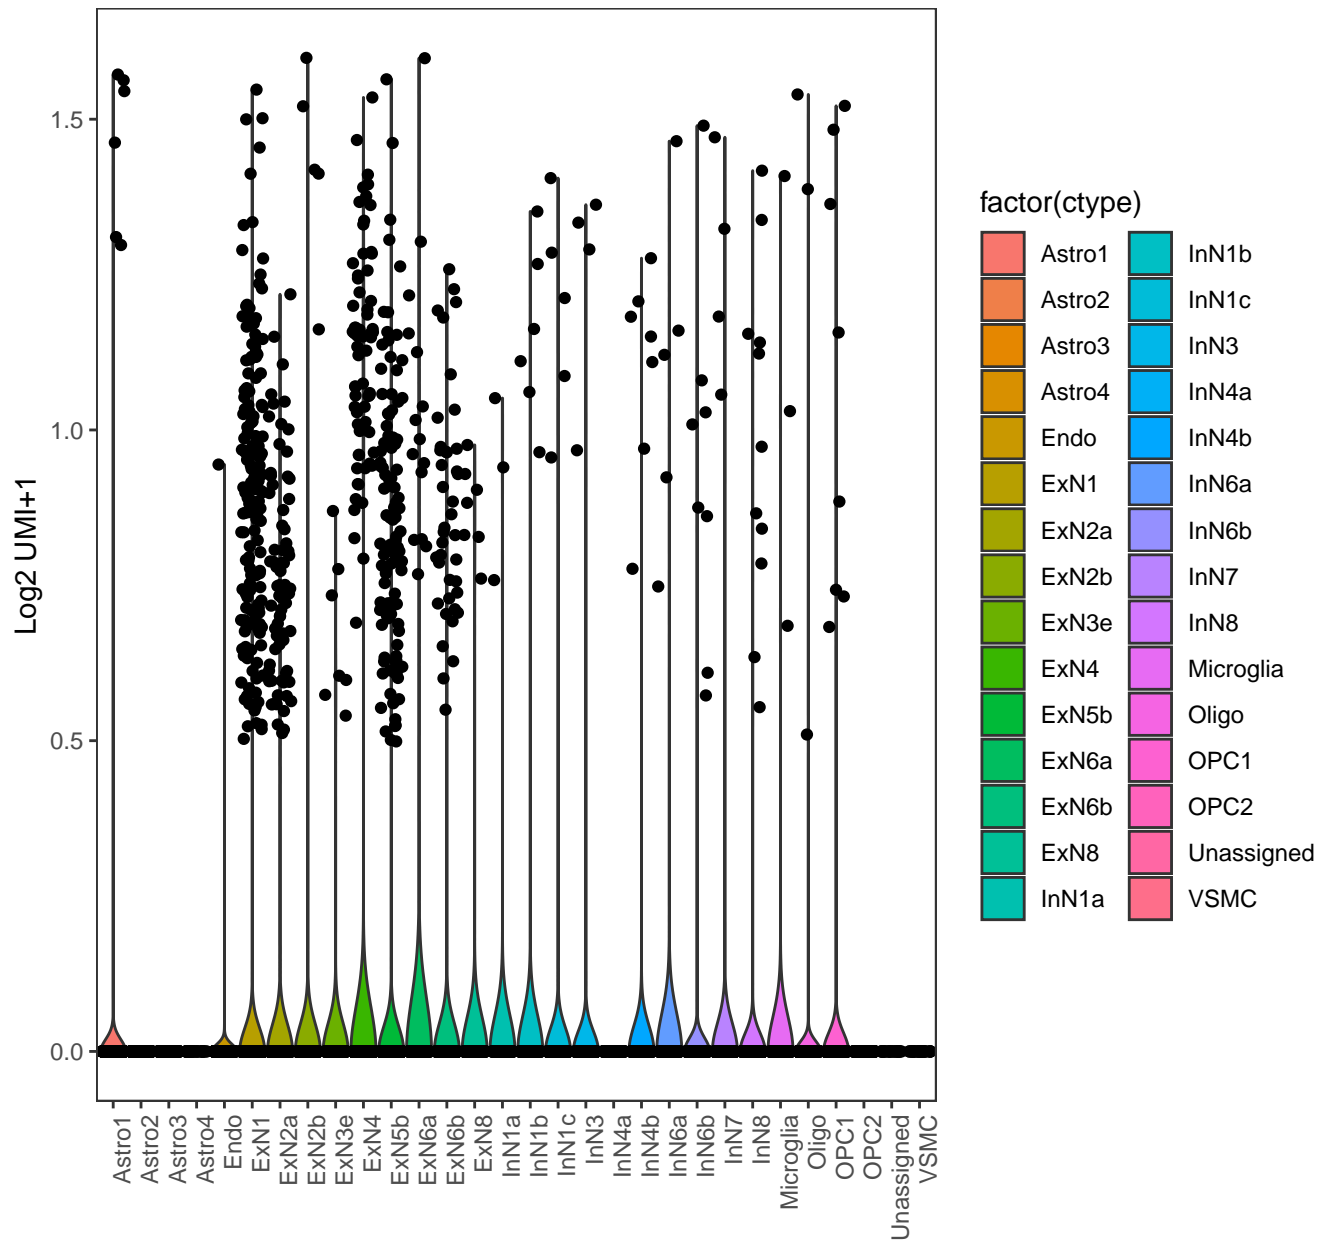 Log2 UMI+1
1.5
1.0
0.5
0.0
Astro1
Astro2
Astro3
Astro4
Endo
ExN1
ExN2a
ExN2b
ExN3e
ExN4
ExN5b
ExN6a
ExN6b
ExN8
InN1a
InN1b
InN1c
InN3
InN4a
InN4b
InN6a
InN6b
InN7
InN8
Microglia
Oligo
OPC1
OPC2
Unassigned
VSMC
factor(ctype)
Astro1
Astro2
Astro3
Astro4
Endo
ExN1
ExN2a
ExN2b
ExN3e
ExN4
ExN5b
ExN6a
ExN6b
ExN8
InN1a
InN1b
InN1c
InN3
InN4a
InN4b
InN6a
InN6b
InN7
InN8
Microglia
Oligo
OPC1
OPC2
Unassigned
VSMC